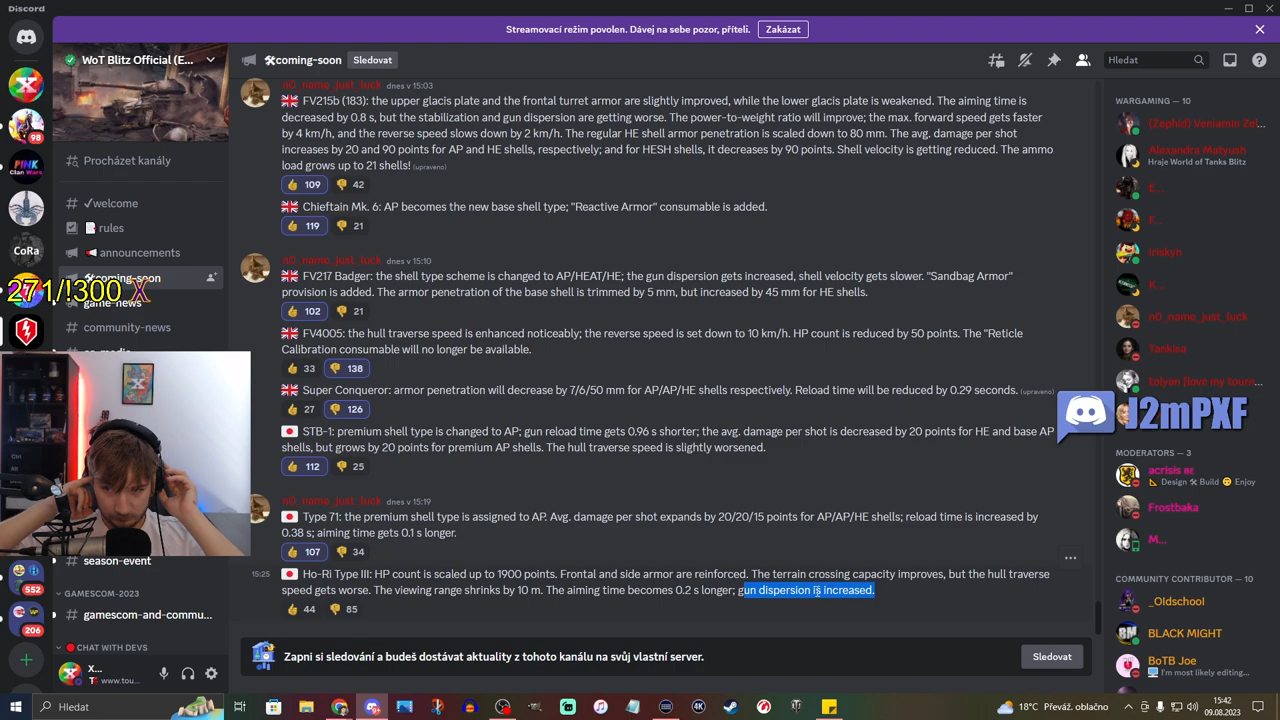 Discord
Streamovací režim povolen. Dávej na sebe pozor, příteli. Zakázat
WoT Blitz Official (E...
coming-soon Sledovat
Hledat
98
552
206
Procházet kanály
✓welcome
rules
announcements
coming-soon
271/!300 X
game-news
community-news
season-event
GAMESCOM-2023
gamescom-and-commu...
CHAT WITH DEVS
X...
www.tou...
n0_name_just_luck dnes v 15:03
FV215b (183): the upper glacis plate and the frontal turret armor are slightly improved, while the lower glacis plate is weakened. The aiming time is
decreased by 0.8 s, but the stabilization and gun dispersion are getting worse. The power-to-weight ratio will improve; the max. forward speed gets faster
by 4 km/h, and the reverse speed slows down by 2 km/h. The regular HE shell armor penetration is scaled down to 80 mm. The avg. damage per shot
increases by 20 and 90 points for AP and HE shells, respectively; and for HESH shells, it decreases by 90 points. Shell velocity is getting reduced. The ammo
load grows up to 21 shells! (upraveno)
109 42
Chieftain Mk. 6: AP becomes the new base shell type; "Reactive Armor" consumable is added.
119 21
n0_name_just_luck dnes v 15:10
FV217 Badger: the shell type scheme is changed to AP/HEAT/HE; the gun dispersion gets increased, shell velocity gets slower. "Sandbag Armor"
provision is added. The armor penetration of the base shell is trimmed by 5 mm, but increased by 45 mm for HE shells.
102 21
FV4005: the hull traverse speed is enhanced noticeably; the reverse speed is set down to 10 km/h. HP count is reduced by 50 points. The "Reticle
Calibration consumable will no longer be available.
33 138
Super Conqueror: armor penetration will decrease by 7/6/50 mm for AP/AP/HE shells respectively. Reload time will be reduced by 0.29 seconds. (upraveno)
27 126
STB-1: premium shell type is changed to AP; gun reload time gets 0.96 s shorter; the avg. damage per shot is decreased by 20 points for HE and base AP
shells, but grows by 20 points for premium AP shells. The hull traverse speed is slightly worsened.
112 25
n0_name_just_luck dnes v 15:19
Type 71: the premium shell type is assigned to AP. Avg. damage per shot expands by 20/20/15 points for AP/AP/HE shells; reload time is increased by
0.38 s; aiming time gets 0.1 s longer.
107 34
15:25 Ho-Ri Type III: HP count is scaled up to 1900 points. Frontal and side armor are reinforced. The terrain crossing capacity improves, but the hull traverse
speed gets worse. The viewing range shrinks by 10 m. The aiming time becomes 0.2 s longer; gun dispersion is increased.
44 85
Zapni si sledování a budeš dostávat aktuality z tohoto kanálu na svůj vlastní server. Sledovat
WARGAMING — 10
(Zephid) Veniamin Zel...
Alexandra Matyush
Hraje World of Tanks Blitz
E...
F...
Iriskyn
K...
n0_name_just_luck
Tankisa
tolyan [love my tourn...
J2mPXF
MODERATORS — 3
acrisis BE
Design Build Enjoy
Frostbaka
M...
COMMUNITY CONTRIBUTOR — 10
_Oldschool
BLACK MIGHT
BoTB Joe
I'm most likely editing...
Hledat
18°C Převáž. oblačno
15:42
09.08.2023